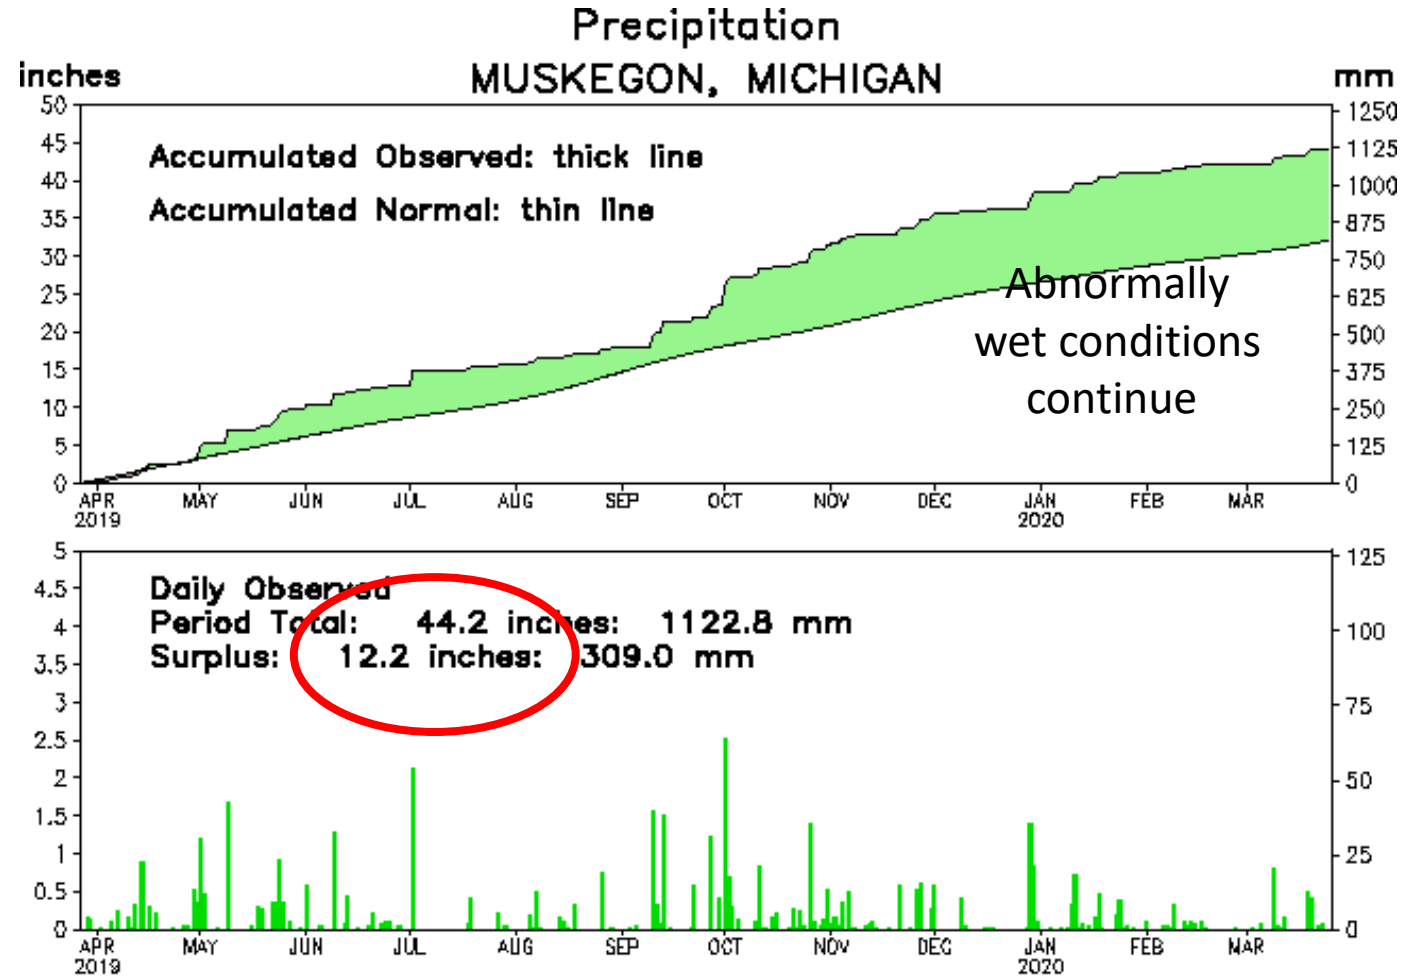 Precipitation
MUSKEGON, MICHIGAN
inches
mm
Accumulated Observed: thick line
Accumulated Normal: thin line
50
45
40
35
30
25
20
15
10
5
0
1250
1125
1000
875
750
625
500
375
250
125
0
Abnormally
wet conditions
continue
APR MAY JUN JUL AUG SEP OCT NOV DEC JAN FEB MAR
2019 2020
Daily Observed
Period Total: 44.2 inches: 1122.8 mm
Surplus: 12.2 inches: 309.0 mm
5
4.5
4
3.5
3
2.5
2
1.5
1
0.5
0
125
100
75
50
25
0
APR MAY JUN JUL AUG SEP OCT NOV DEC JAN FEB MAR
2019 2020